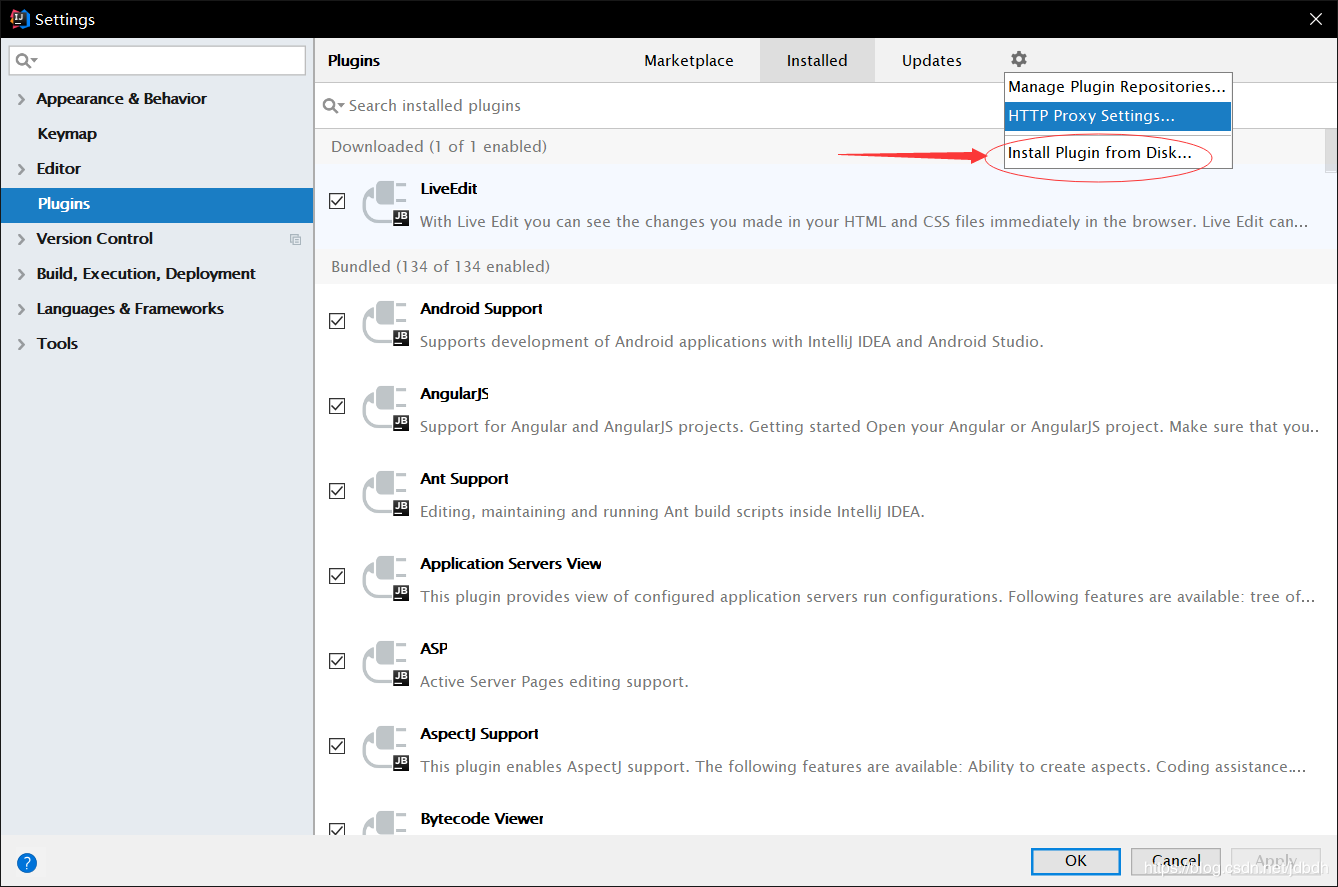 Settings
Plugins
Marketplace
Installed
Updates
Appearance & Behavior
Keymap
Editor
Plugins
Version Control
Build, Execution, Deployment
Languages & Frameworks
Tools
Manage Plugin Repositories...
HTTP Proxy Settings...
Install Plugin from Disk...
Search installed plugins
Downloaded (1 of 1 enabled)
LiveEdit
With Live Edit you can see the changes you made in your HTML and CSS files immediately in the browser. Live Edit can...
Bundled (134 of 134 enabled)
Android Support
Supports development of Android applications with IntelliJ IDEA and Android Studio.
AngularJS
Support for Angular and AngularJS projects. Getting started Open your Angular or AngularJS project. Make sure that you..
Ant Support
Editing, maintaining and running Ant build scripts inside IntelliJ IDEA.
Application Servers View
This plugin provides view of configured application servers run configurations. Following features are available: tree of...
ASP
Active Server Pages editing support.
AspectJ Support
This plugin enables AspectJ support. The following features are available: Ability to create aspects. Coding assistance....
Bytecode Viewer
?
OK
Cancel
Apply
https://blog.csdn.net/jdbdh